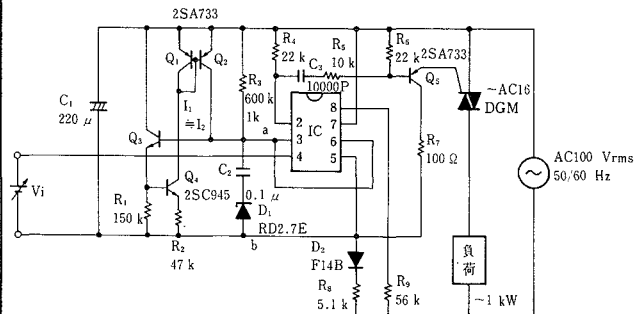 2SA733
R₄
22 k
C₃
R₅
10 k
10000P
R₆
22 k
2SA733
Q₁
Q₂
R₃
600 k
1k
Q₅
~AC16
DGM
C₁
220 μ
I₁
≒I₂
a
IC
2
3
4
8
7
6
5
Q₃
R₇
100 Ω
AC100 Vrms
50/60 Hz
Vi
Q₄
2SC945
C₂
0.1 μ
D₁
RD2.7E
R₁
150 k
R₂
47 k
b
D₂
F14B
R₈
5.1 k
R₉
56 k
負荷
~1 kW